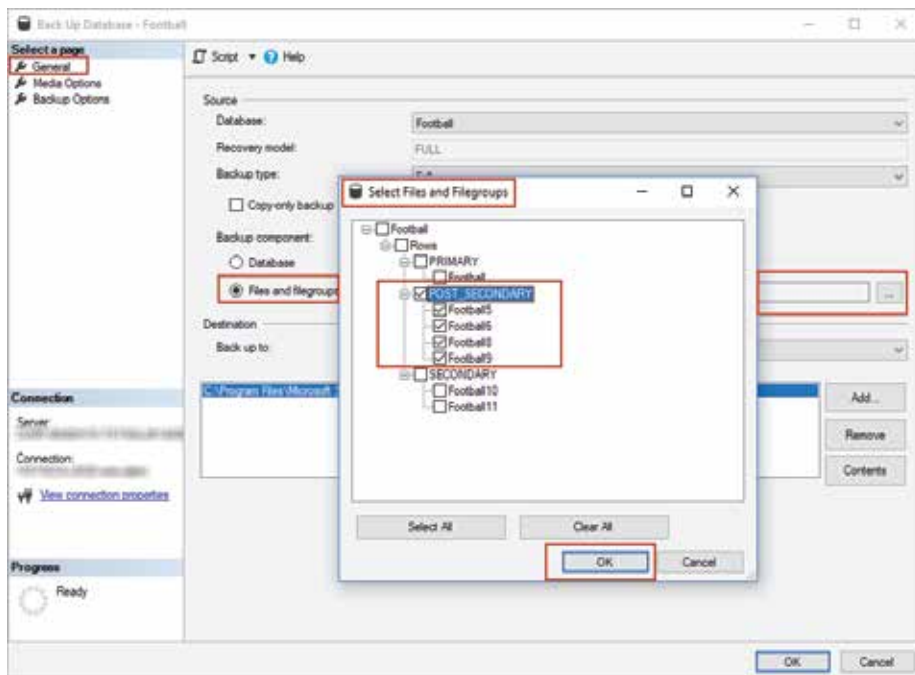 Back Up Database - Football
Select a page
General
Media Options
Backup Options
Script
Help
Source
Database:
Football
Recovery model:
FULL
Backup type:
Copy-only backup
Backup component:
Database
Files and filegroups
Destination
Back up to:
C:\Program Files\Microsoft
Add...
Remove
Contents
Select Files and Filegroups
Football
Rows
PRIMARY
Football
POST_SECONDARY
Football5
Football6
Football8
Football9
SECONDARY
Football10
Football11
Select All
Clear All
OK
Cancel
Connection
Server:
Connection:
View connection properties
Progress
Ready
OK
Cancel